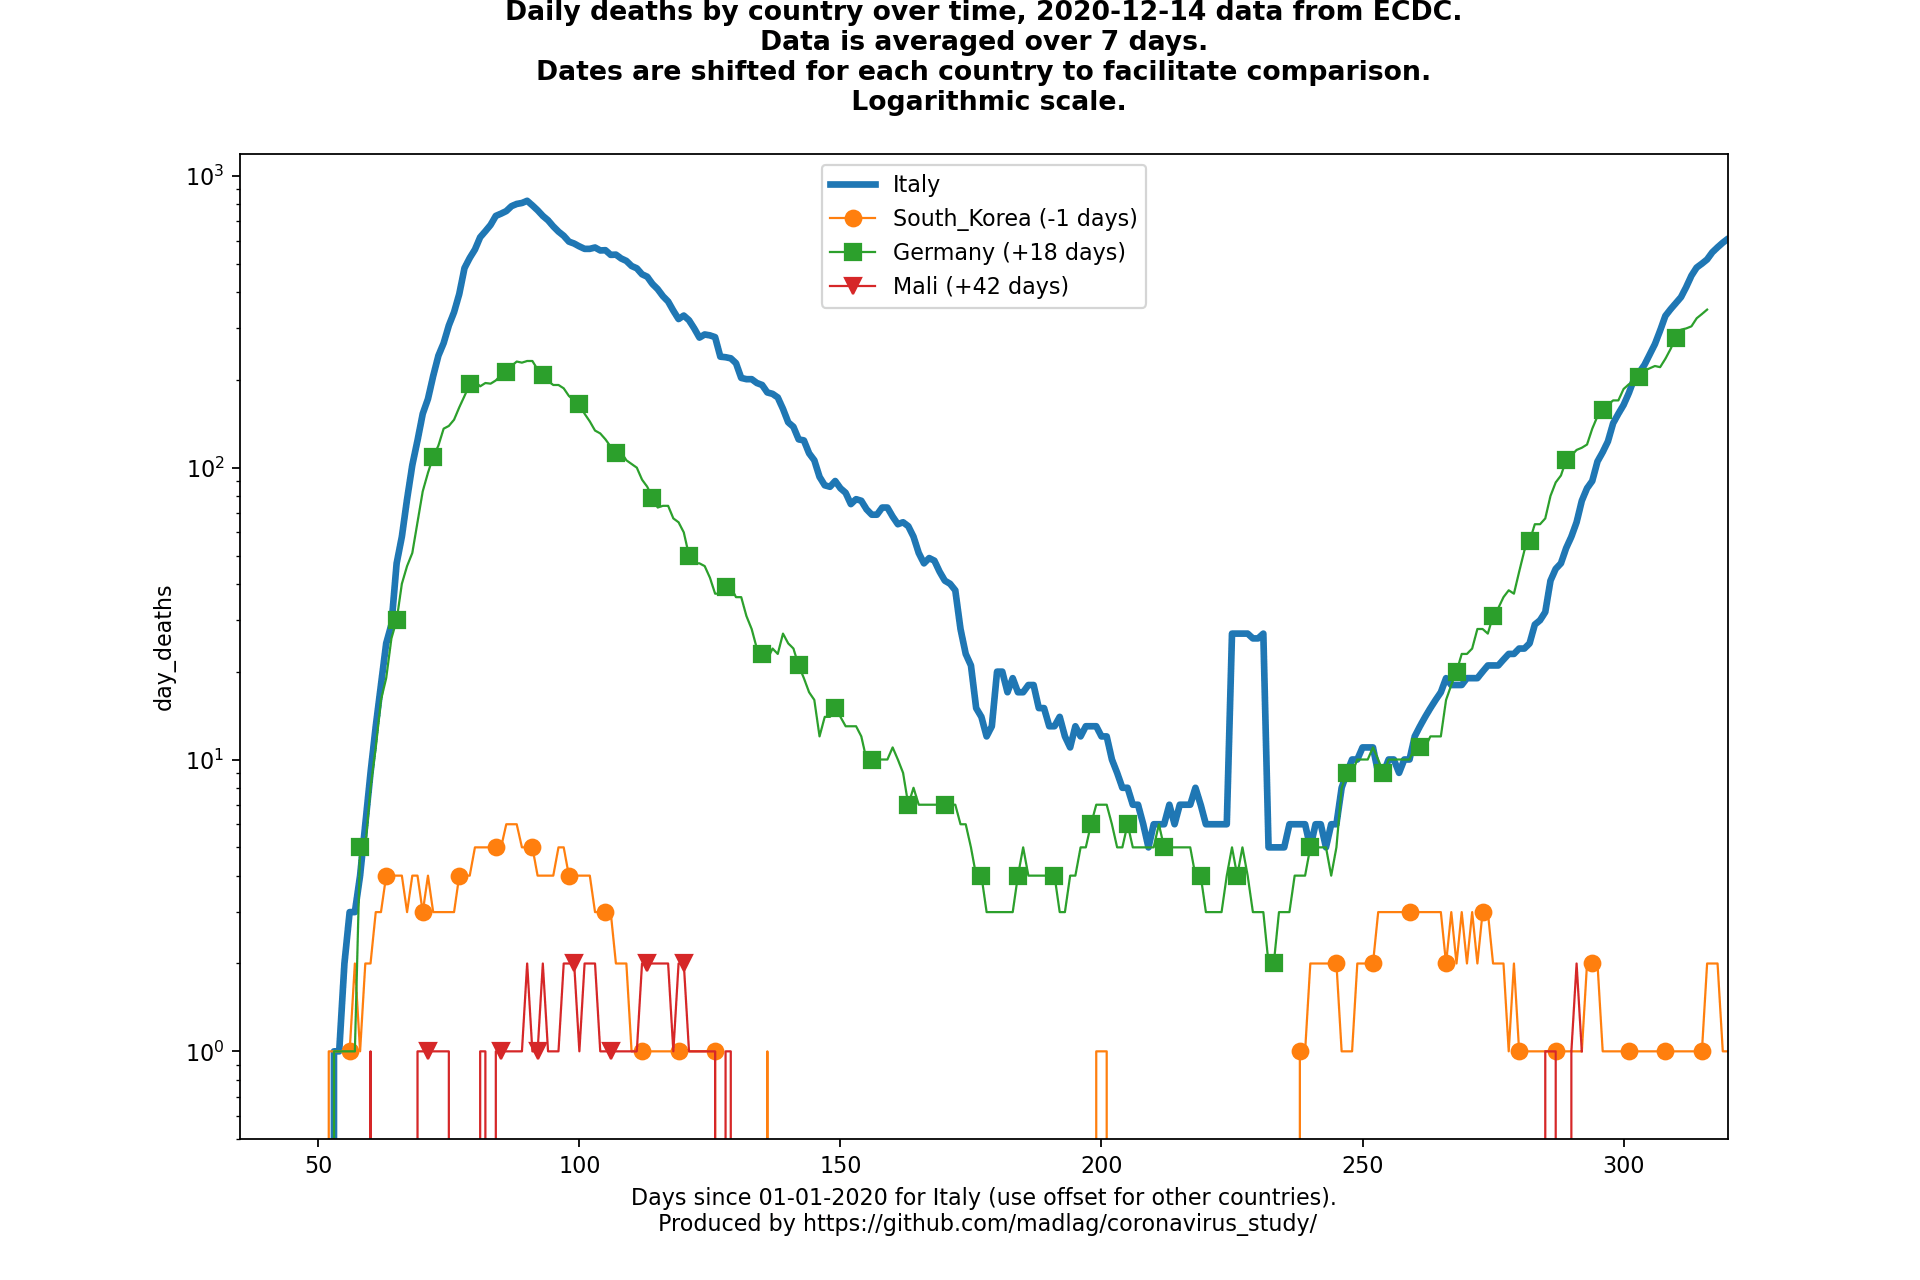 Daily deaths by country over time, 2020-12-14 data from ECDC.
Data is averaged over 7 days.
Dates are shifted for each country to facilitate comparison.
Logarithmic scale.
Italy
South_Korea (-1 days)
Germany (+18 days)
Mali (+42 days)
10³
10²
10¹
10⁰
day_deaths
50 100 150 200 250 300
Days since 01-01-2020 for Italy (use offset for other countries).
Produced by https://github.com/madlag/coronavirus_study/